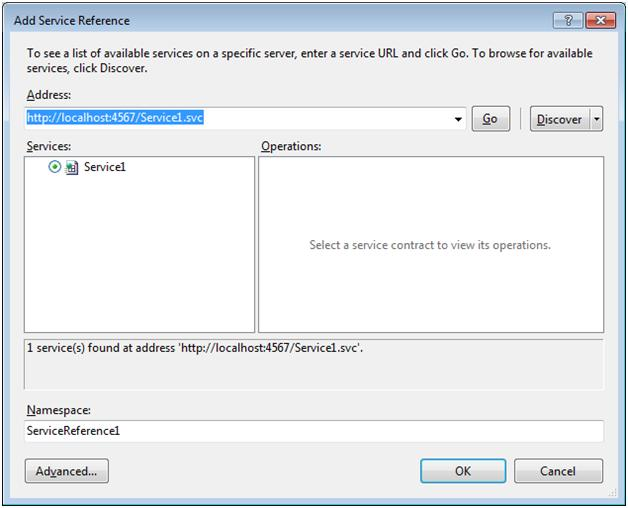 Add Service Reference
To see a list of available services on a specific server, enter a service URL and click Go. To browse for available
services, click Discover.
Address:
http://localhost:4567/Service1.svc
Go
Discover
Services:
Operations:
Service1
Select a service contract to view its operations.
1 service(s) found at address 'http://localhost:4567/Service1.svc'.
Namespace:
ServiceReference1
Advanced...
OK
Cancel